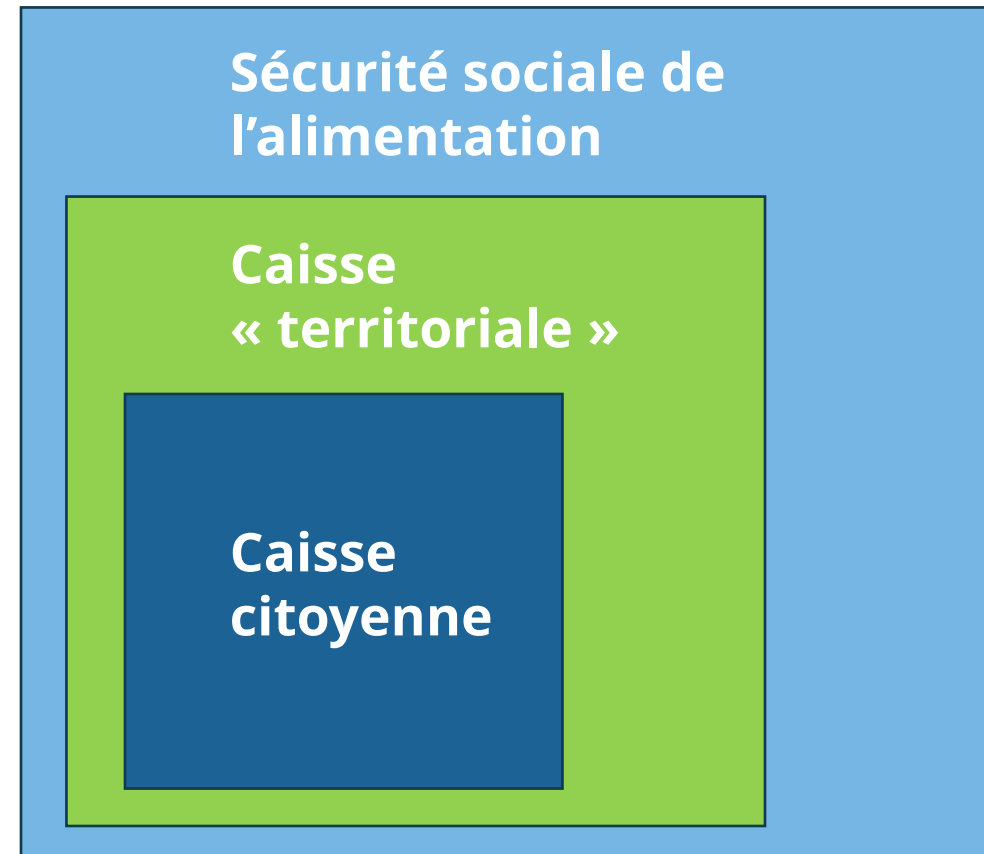 Sécurité sociale de
l’alimentation
Caisse
« territoriale »
Caisse
citoyenne